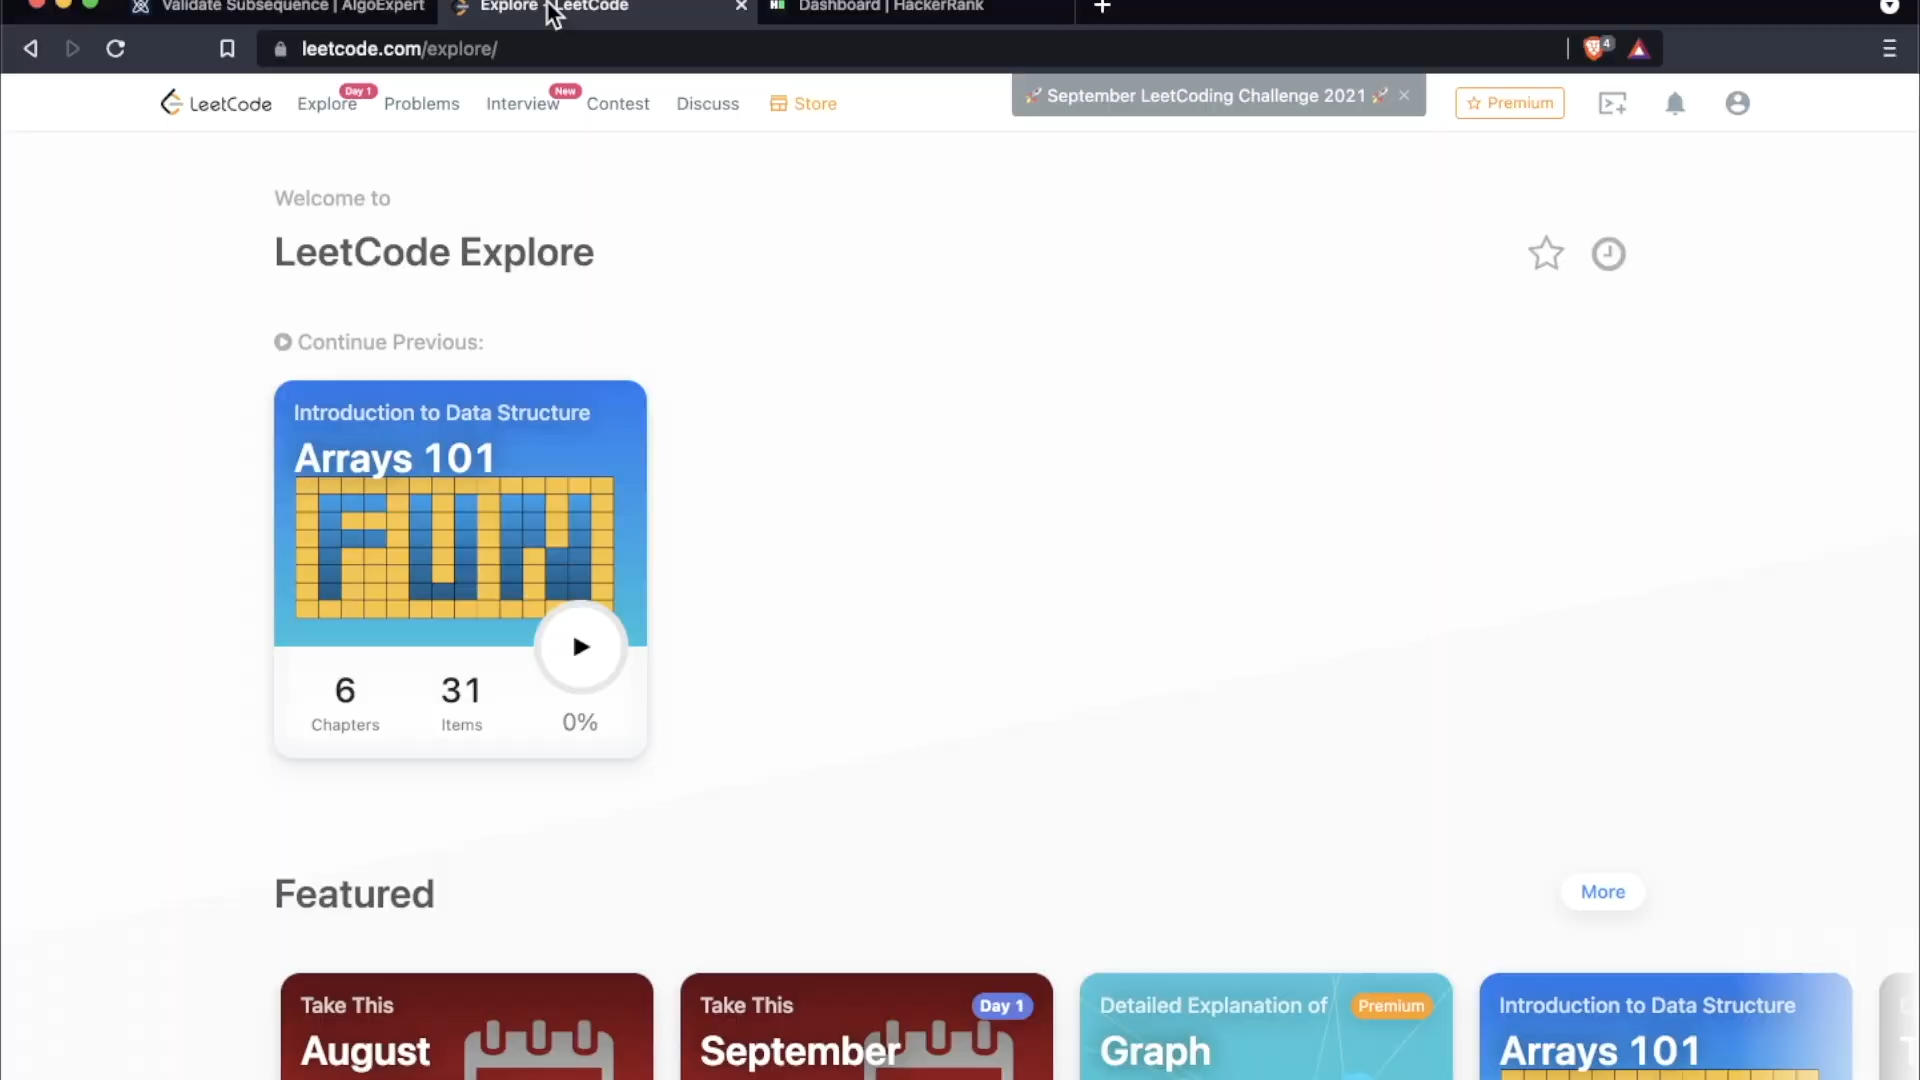 Validate Subsequence | AlgoExpert
Explore - LeetCode
Dashboard | HackerRank
leetcode.com/explore/
4
LeetCode
Explore
Day 1
Problems
Interview
New
Contest
Discuss
Store
🚀 September LeetCoding Challenge 2021 🚀
Premium
Welcome to
LeetCode Explore
Continue Previous:
Introduction to Data Structure
Arrays 101
FUN
6
31
Chapters
Items
0%
Featured
More
Take This
August
Take This
Day 1
September
Detailed Explanation of
Premium
Graph
Introduction to Data Structure
Arrays 101